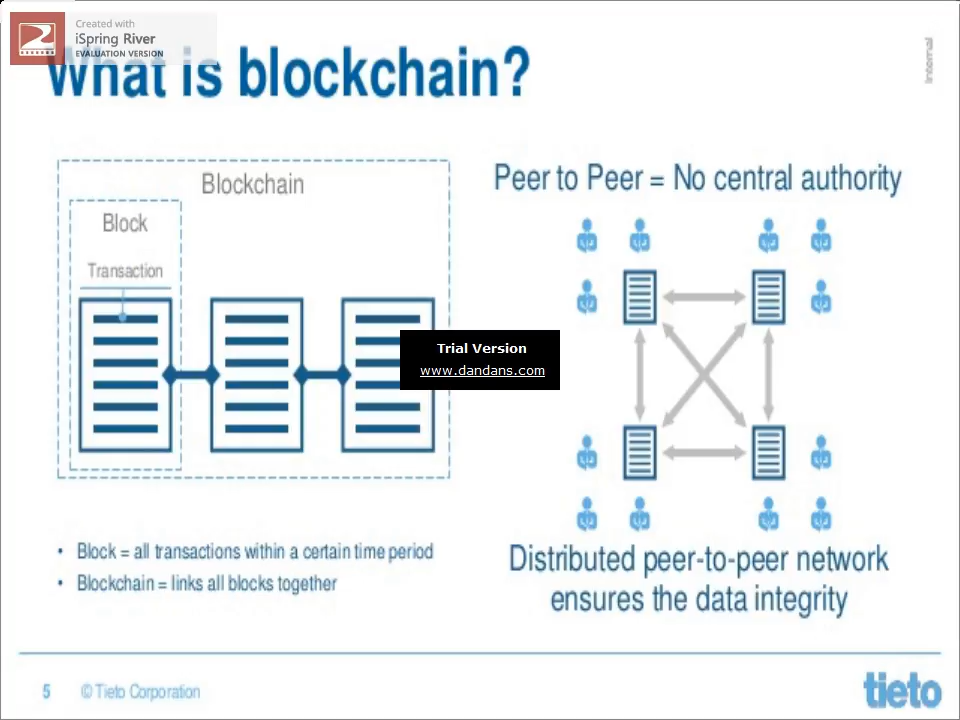 Created with
iSpring River
EVALUATION VERSION
What is blockchain?
Internal
Blockchain
Block
Transaction
Peer to Peer = No central authority
Trial Version
www.dandans.com
• Block = all transactions within a certain time period
• Blockchain = links all blocks together
Distributed peer-to-peer network
ensures the data integrity
5
© Tieto Corporation
tieto